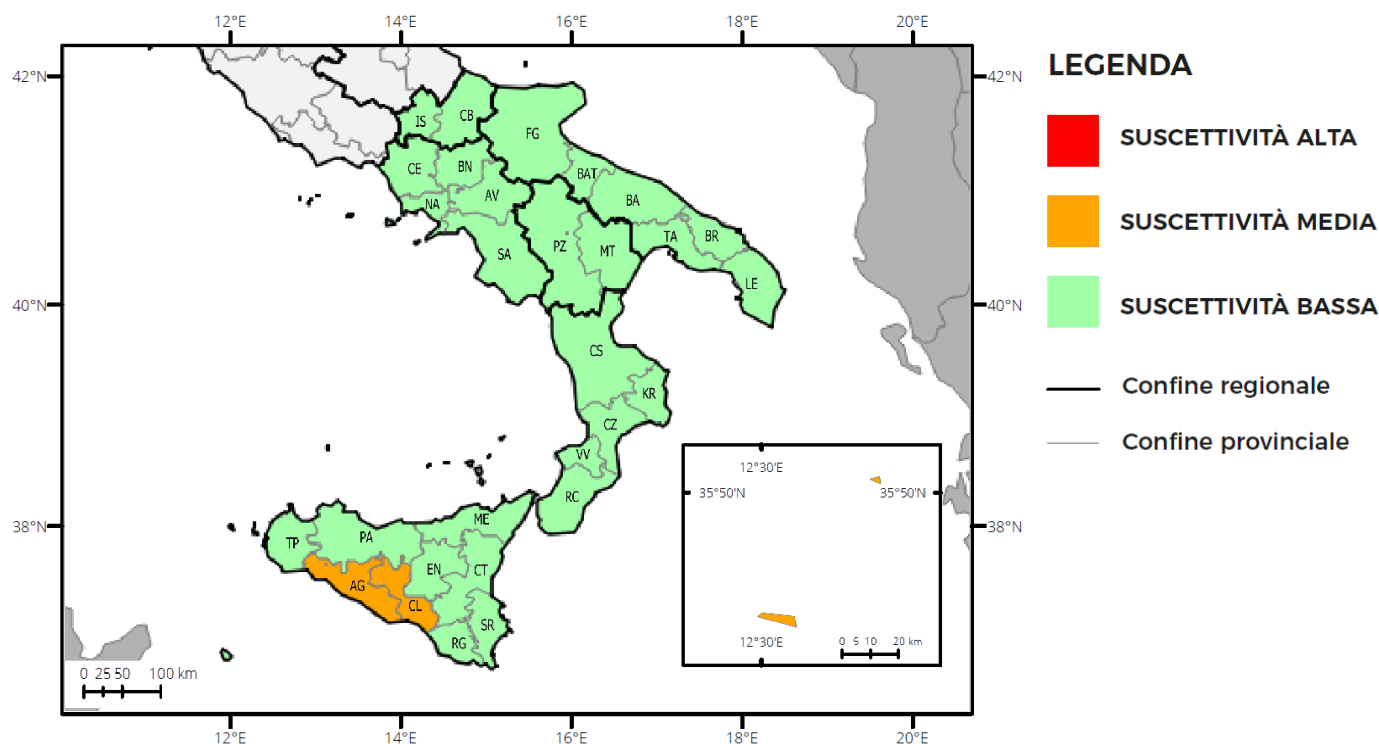 12°E 14°E 16°E 18°E 20°E
42°N 42°N
40°N 40°N
38°N 38°N
12°E 14°E 16°E 18°E 20°E
IS
CB
FG
CE
BN
BAT
AV
NA
BA
SA
PZ
MT
TA
BR
LE
CS
KR
CZ
VV
RC
ME
PA
TP
EN
CT
AG
CL
SR
RG
0 25 50 100 km
12°30'E
35°50'N 35°50'N
12°30'E
0 5 10 20 km
LEGENDA
SUSCETTIVITÀ ALTA
SUSCETTIVITÀ MEDIA
SUSCETTIVITÀ BASSA
Confine regionale
Confine provinciale